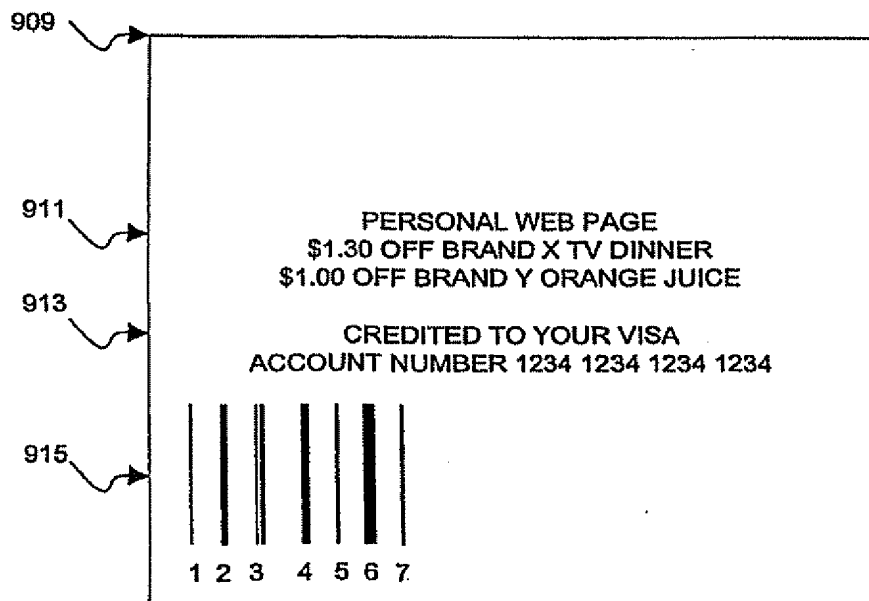 909
911
PERSONAL WEB PAGE
$1.30 OFF BRAND X TV DINNER
$1.00 OFF BRAND Y ORANGE JUICE
913
CREDITED TO YOUR VISA
ACCOUNT NUMBER 1234 1234 1234 1234
915
1 2 3 4 5 6 7